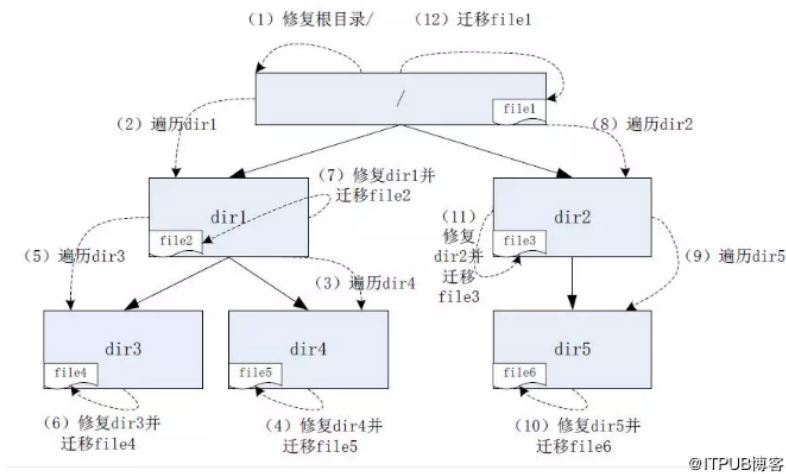 （1）修复根目录/
（12）迁移file1
/
file1
（2）遍历dir1
（8）遍历dir2
dir1
file2
（7）修复dir1并
迁移file2
dir2
file3
（11）
修复
dir2并
迁移
file3
（5）遍历dir3
（3）遍历dir4
（9）遍历dir5
dir3
file4
dir4
file5
dir5
file6
（6）修复dir3并
迁移file4
（4）修复dir4并
迁移file5
（10）修复dir5并
迁移file6
@ITPUB博客